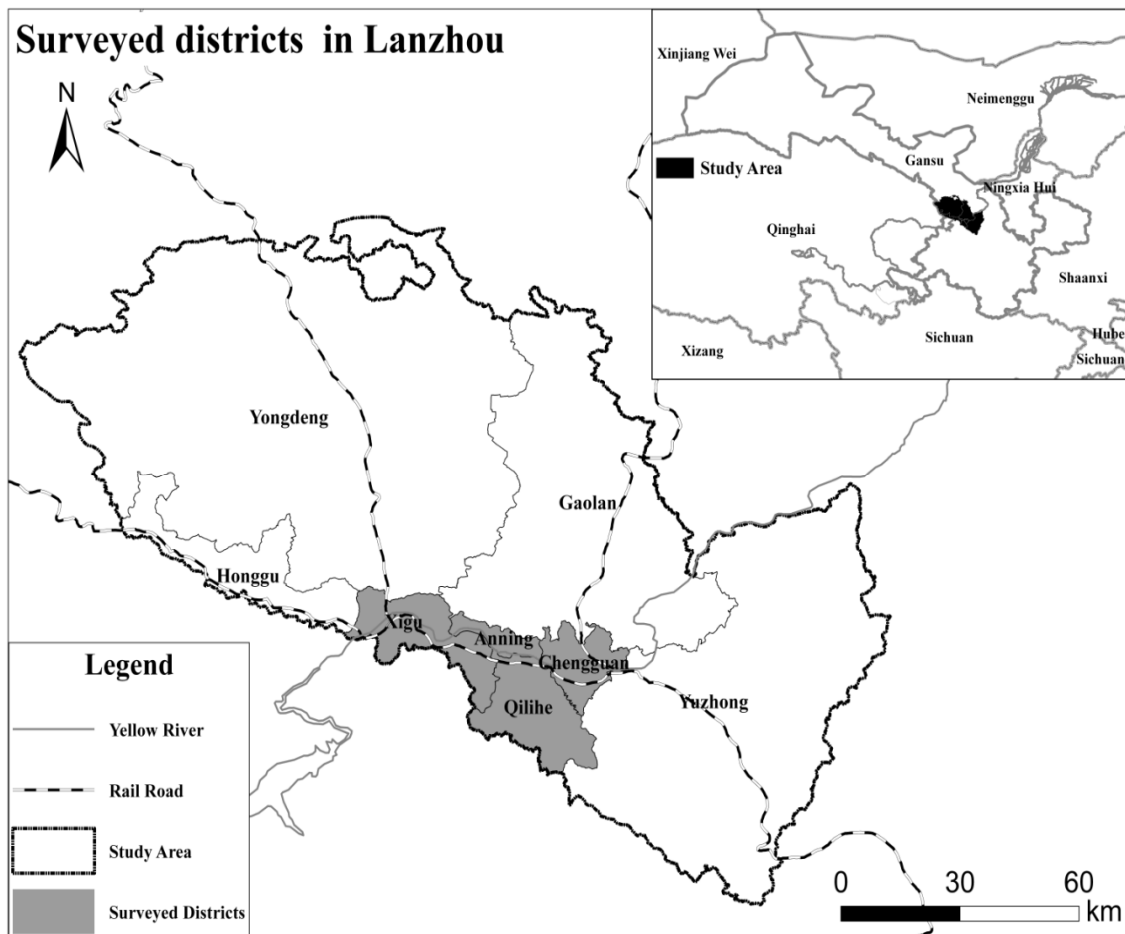 Surveyed districts in Lanzhou
N
Xinjiang Wei
Neimenggu
Gansu
Study Area
Ningxia Hui
Qinghai
Shaanxi
Hube
Sichuan
Sichuan
Xizang
Yongdeng
Gaolan
Honggu
Xigu
Anning
Chengguan
Qilihe
Yuzhong
Legend
Yellow River
Rail Road
Study Area
Surveyed Districts
0 30 60
km